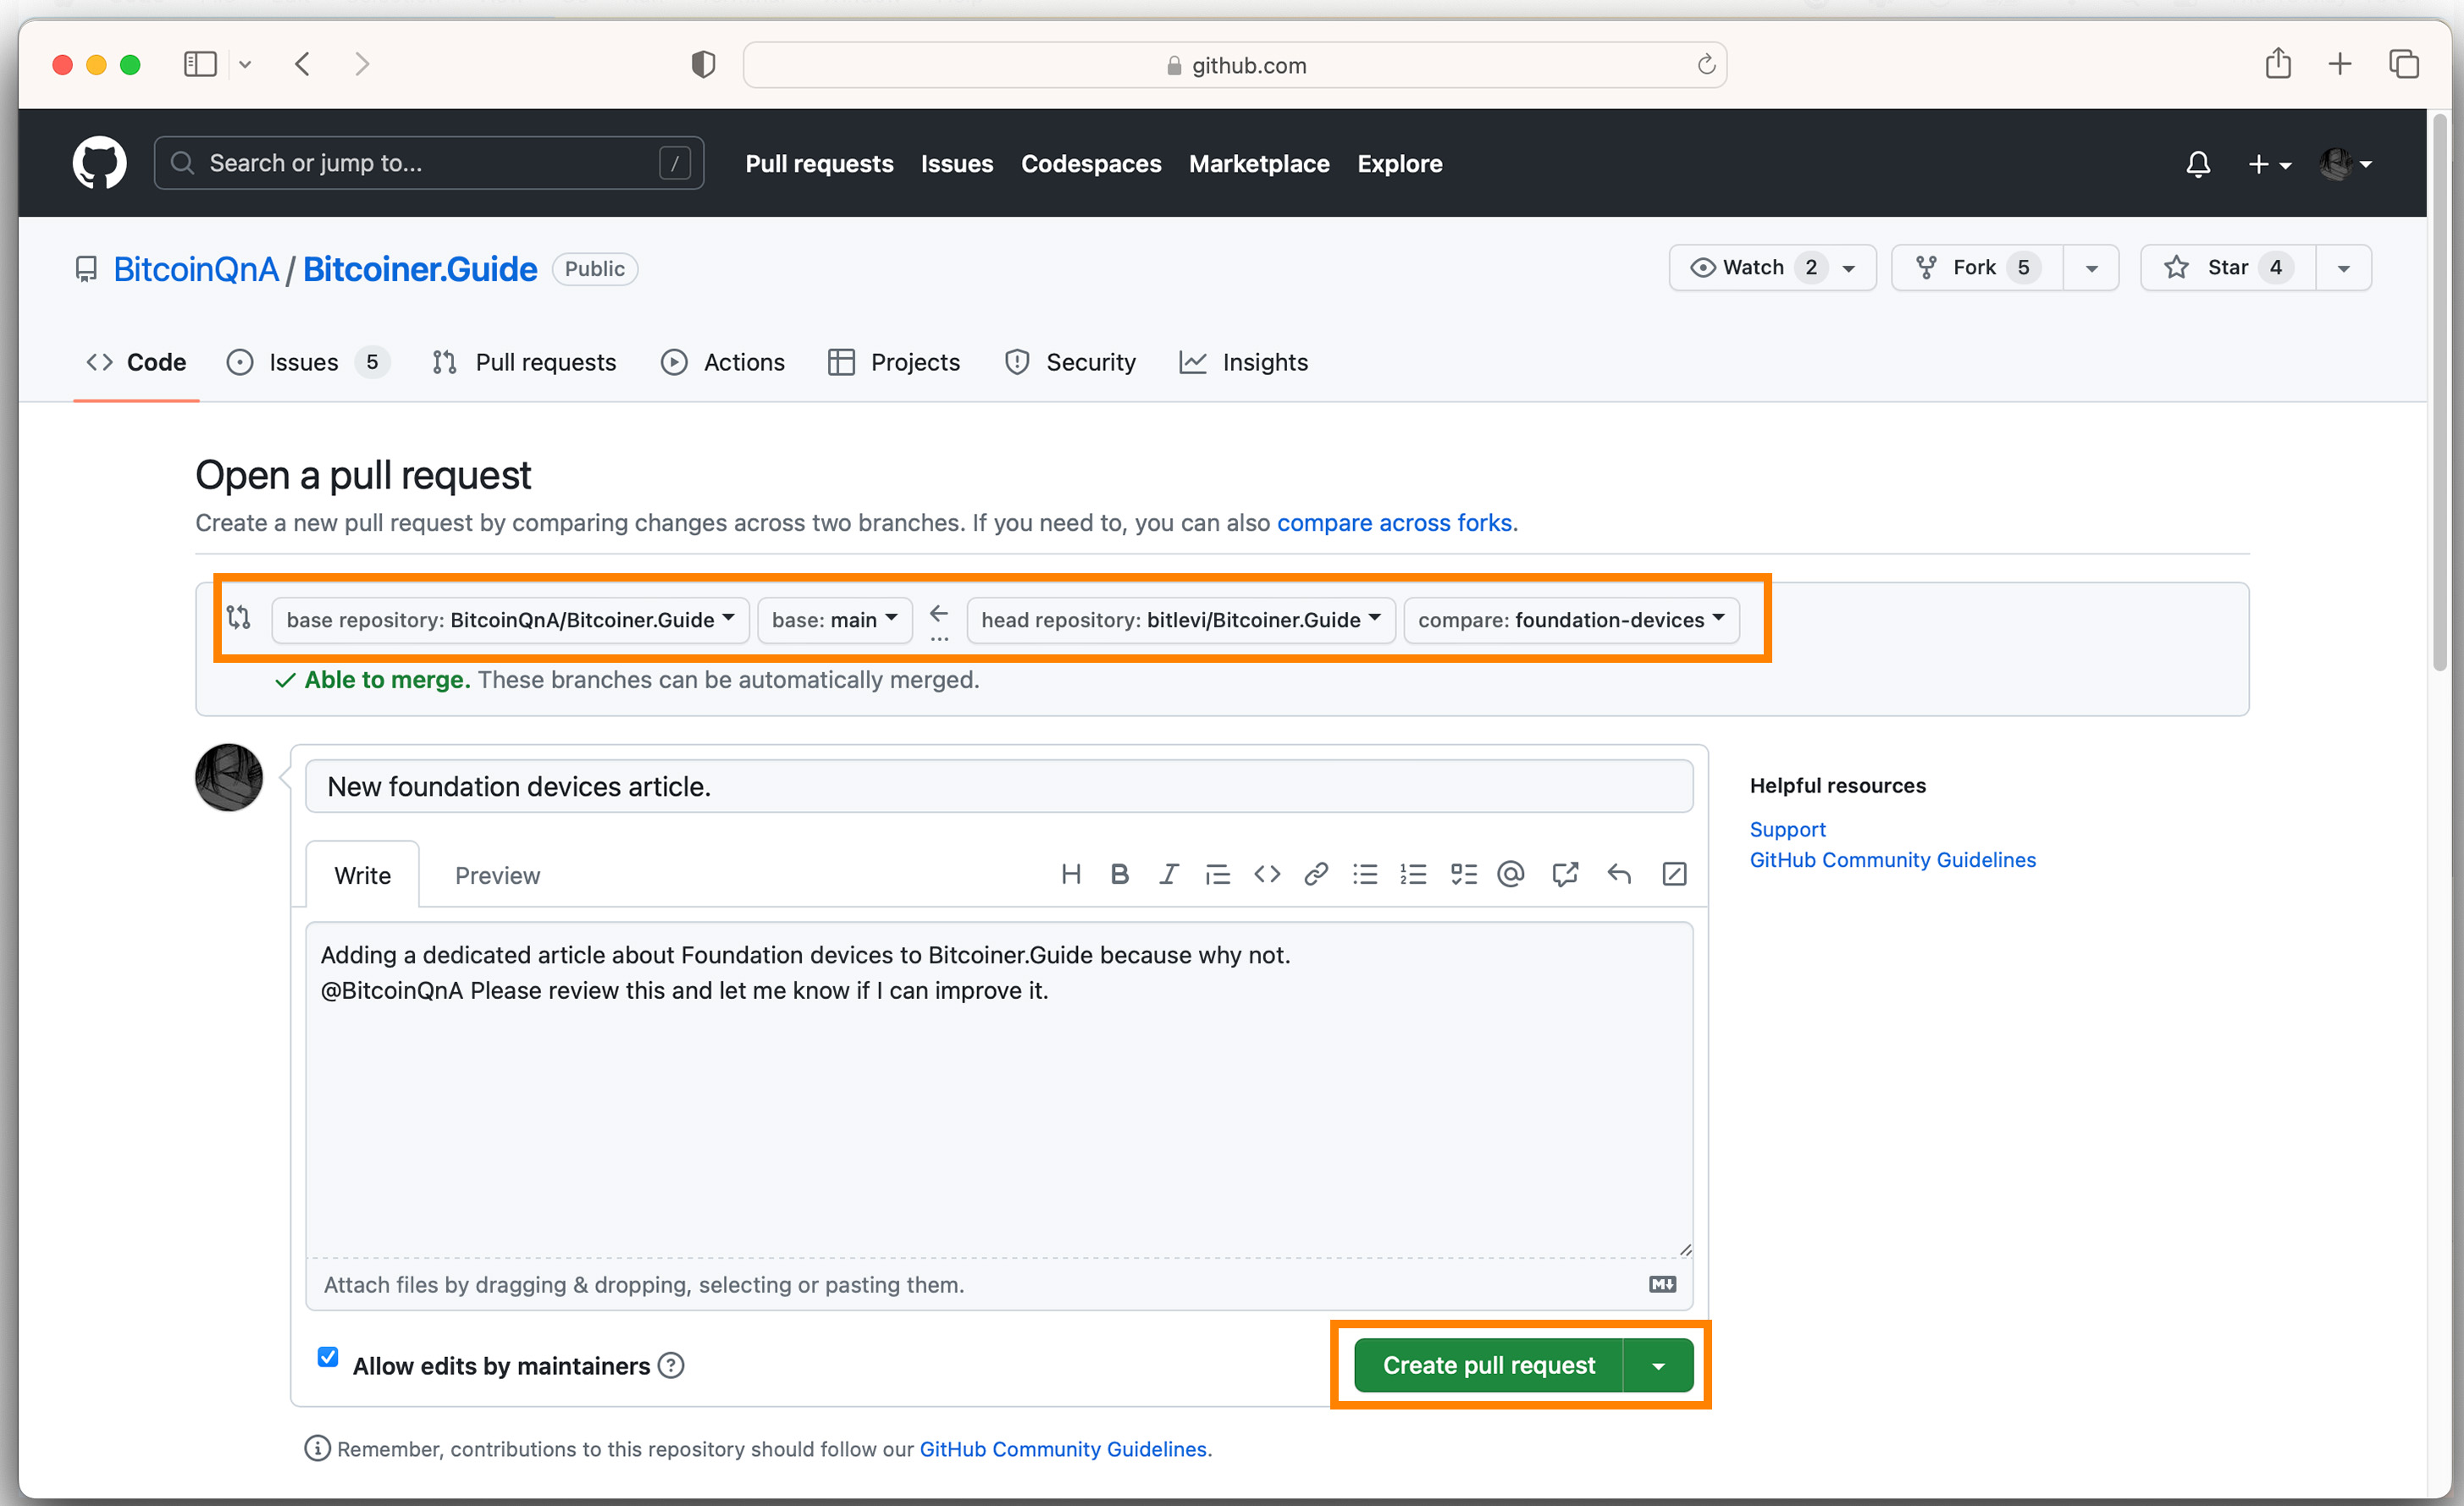 github.com
Search or jump to... /
Pull requests Issues Codespaces Marketplace Explore
BitcoinQnA / Bitcoiner.Guide Public
Watch 2 Fork 5 Star 4
Code Issues 5 Pull requests Actions Projects Security Insights
Open a pull request
Create a new pull request by comparing changes across two branches. If you need to, you can also compare across forks.
base repository: BitcoinQnA/Bitcoiner.Guide base: main ... head repository: bitlevi/Bitcoiner.Guide compare: foundation-devices
Able to merge. These branches can be automatically merged.
New foundation devices article.
Helpful resources
Support
GitHub Community Guidelines
Write Preview
Adding a dedicated article about Foundation devices to Bitcoiner.Guide because why not.
@BitcoinQnA Please review this and let me know if I can improve it.
Attach files by dragging & dropping, selecting or pasting them.
Allow edits by maintainers
Create pull request
Remember, contributions to this repository should follow our GitHub Community Guidelines.